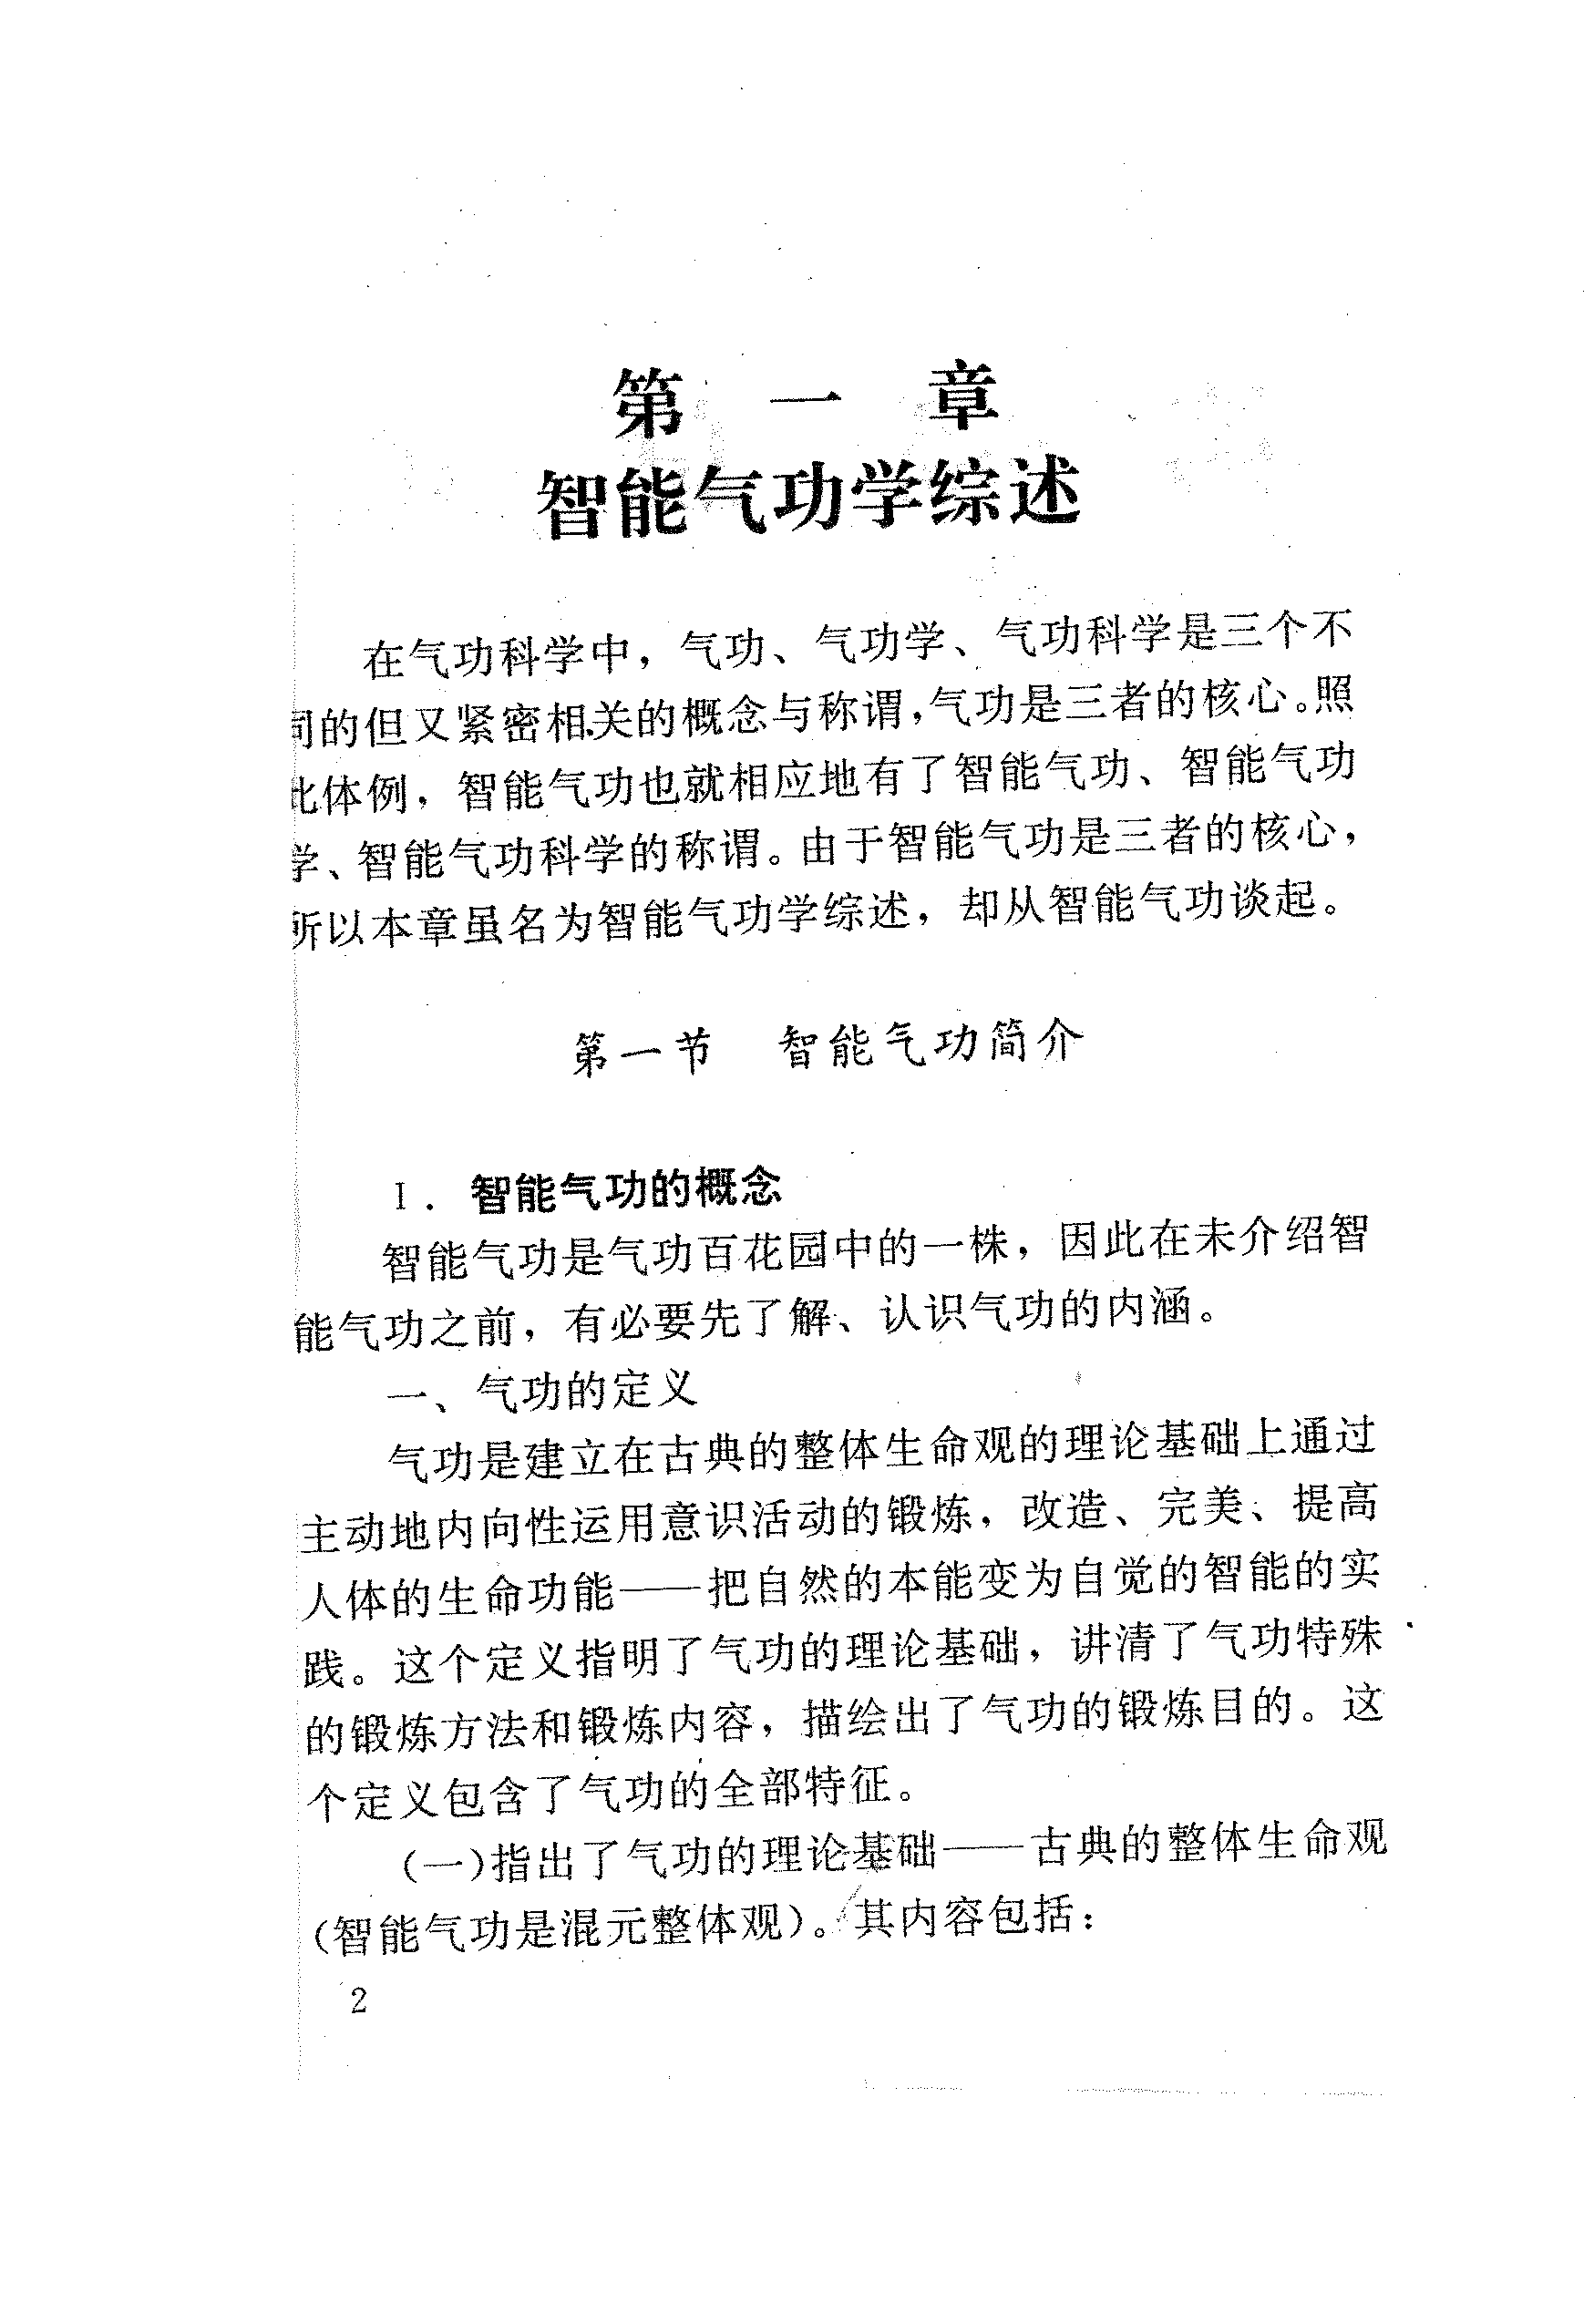 第一章
智能气功学综述
在气功科学中，气功、气功学、气功科学是三个不
同的但又紧密相关的概念与称谓，气功是三者的核心。照
此体例，智能气功也就相应地有了智能气功、智能气功
学、智能气功科学的称谓。由于智能气功是三者的核心，
所以本章虽名为智能气功学综述，却从智能气功谈起。
第一节 智能气功简介
I．智能气功的概念
智能气功是气功百花园中的一株，因此在未介绍智
能气功之前，有必要先了解、认识气功的内涵。
一、气功的定义
气功是建立在古典的整体生命观的理论基础上通过
主动地内向性运用意识活动的锻炼，改造、完美、提高
人体的生命功能——把自然的本能变为自觉的智能的实
践。这个定义指明了气功的理论基础，讲清了气功特殊
的锻炼方法和锻炼内容，描绘出了气功的锻炼目的。这
个定义包含了气功的全部特征。
(一)指出了气功的理论基础——古典的整体生命观
(智能气功是混元整体观)。其内容包括：
2